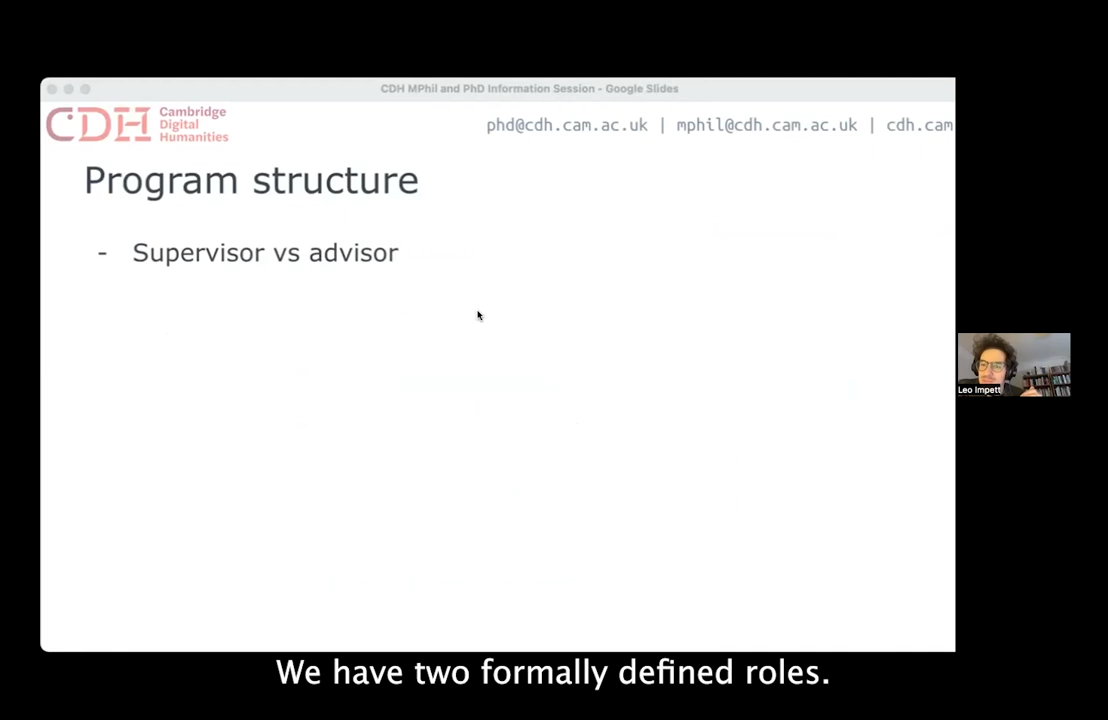 CDH MPhil and PhD Information Session - Google Slides
CDH
Cambridge
Digital
Humanities
phd@cdh.cam.ac.uk | mphil@cdh.cam.ac.uk | cdh.cam
Program structure
- Supervisor vs advisor
Leo Impett
We have two formally defined roles.